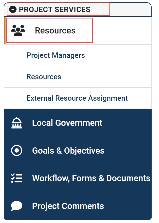 PROJECT SERVICES
Resources
Project Managers
Resources
External Resource Assignment
Local Government
Goals & Objectives
Workflow, Forms & Documents
Project Comments